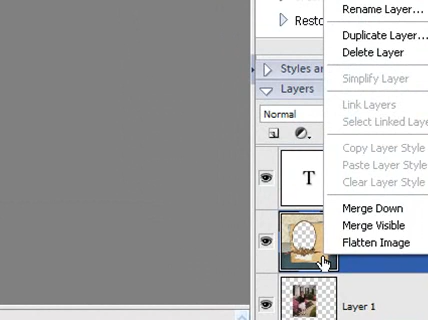 Rename Layer...
Resto
Duplicate Layer...
Delete Layer
Styles a
Layers
Simplify Layer
Normal
Link Layers
Select Linked Laye
Copy Layer Style
Paste Layer Style
Clear Layer Style
T
Merge Down
Merge Visible
Flatten Image
Layer 1